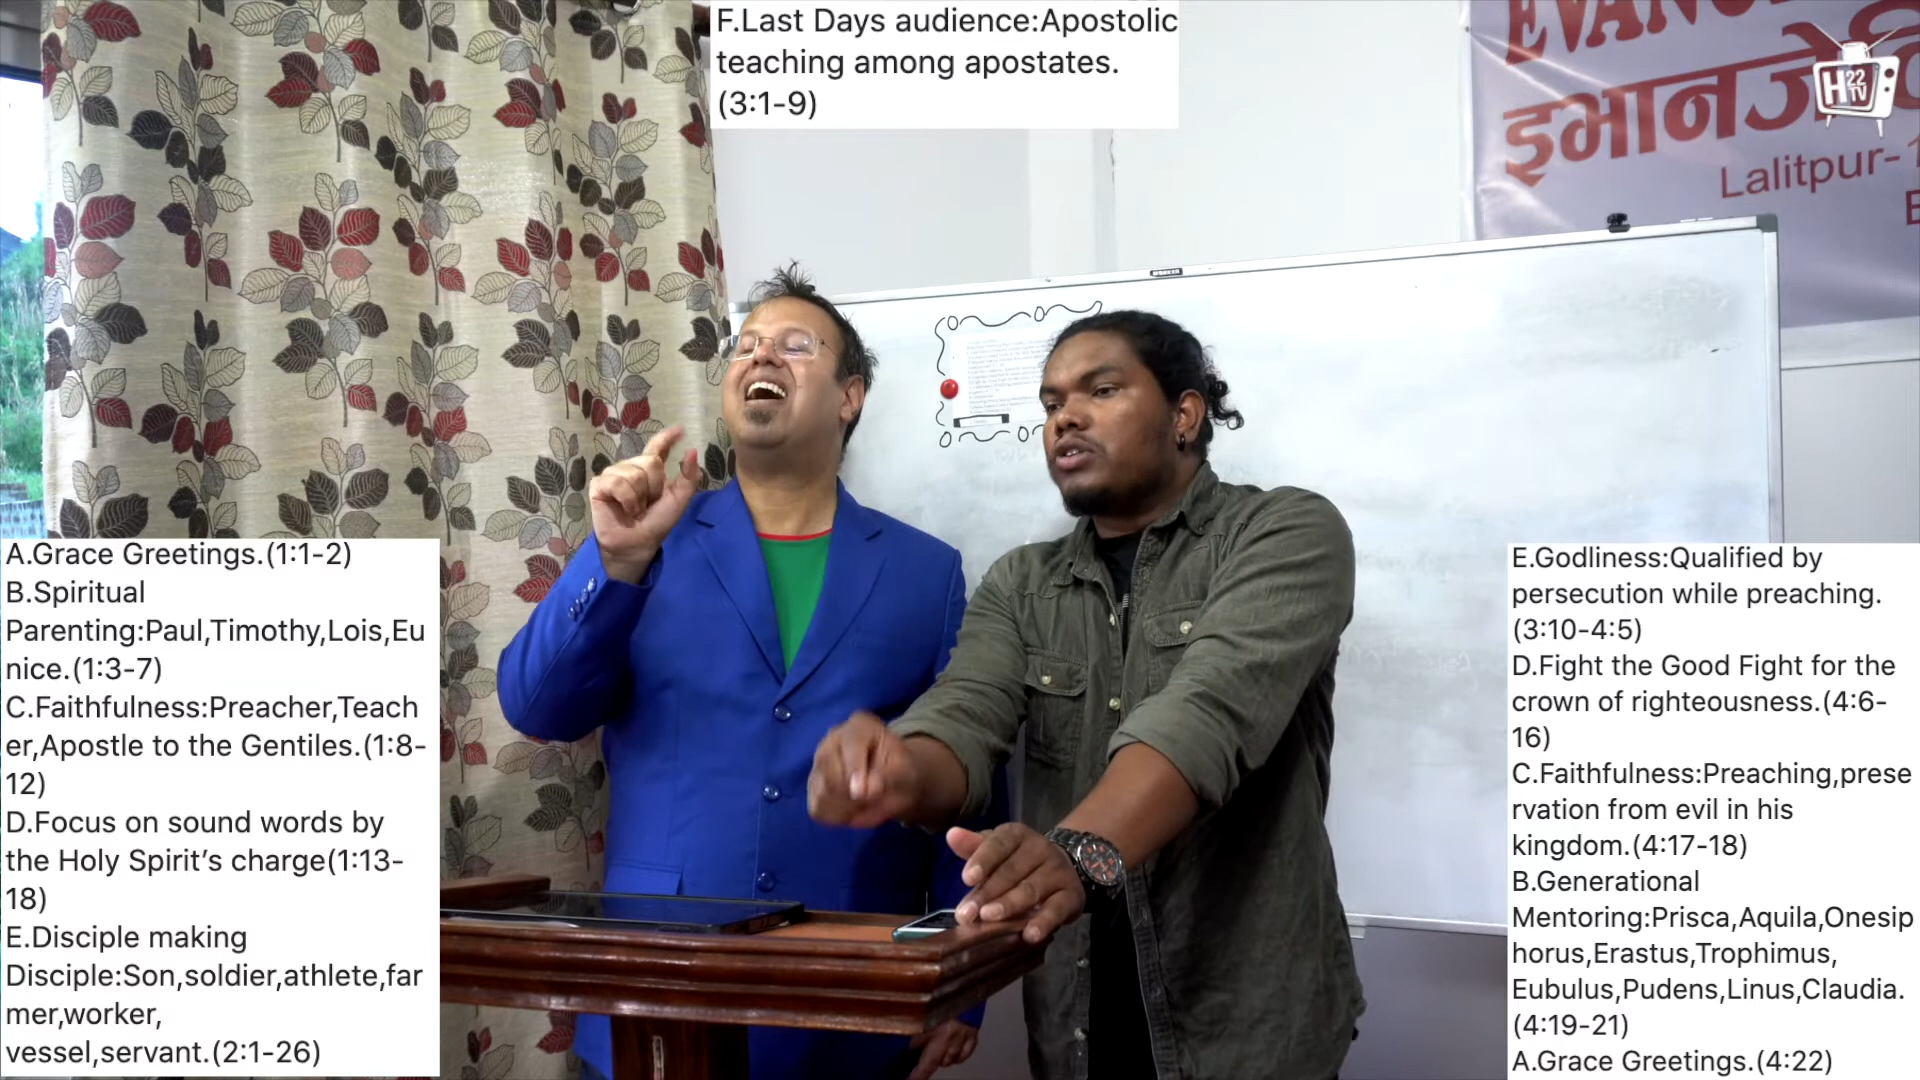 F.Last Days audience:Apostolic
teaching among apostates.
(3:1-9)
इभानजे
Lalitpur-1
H22
TV
A.Grace Greetings.(1:1-2)
B.Spiritual
Parenting:Paul,Timothy,Lois,Eu
nice.(1:3-7)
C.Faithfulness:Preacher,Teach
er,Apostle to the Gentiles.(1:8-
12)
D.Focus on sound words by
the Holy Spirit’s charge(1:13-
18)
E.Disciple making
Disciple:Son,soldier,athlete,far
mer,worker,
vessel,servant.(2:1-26)
E.Godliness:Qualified by
persecution while preaching.
(3:10-4:5)
D.Fight the Good Fight for the
crown of righteousness.(4:6-
16)
C.Faithfulness:Preaching,prese
rvation from evil in his
kingdom.(4:17-18)
B.Generational
Mentoring:Prisca,Aquila,Onesip
horus,Erastus,Trophimus,
Eubulus,Pudens,Linus,Claudia.
(4:19-21)
A.Grace Greetings.(4:22)